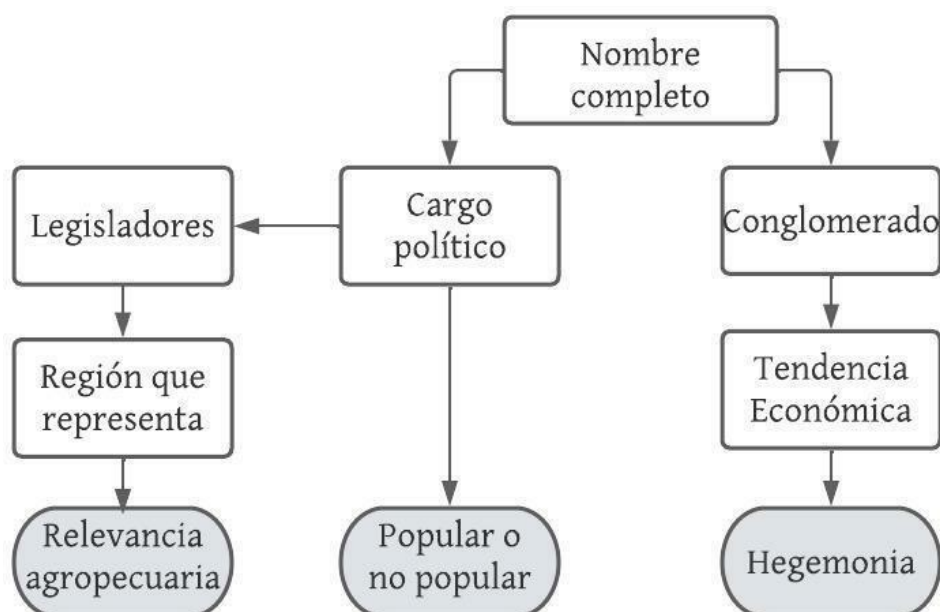 Nombre
completo
Legisladores
Cargo
político
Conglomerado
Región que
representa
Tendencia
Económica
Relevancia
agropecuaria
Popular o
no popular
Hegemonia